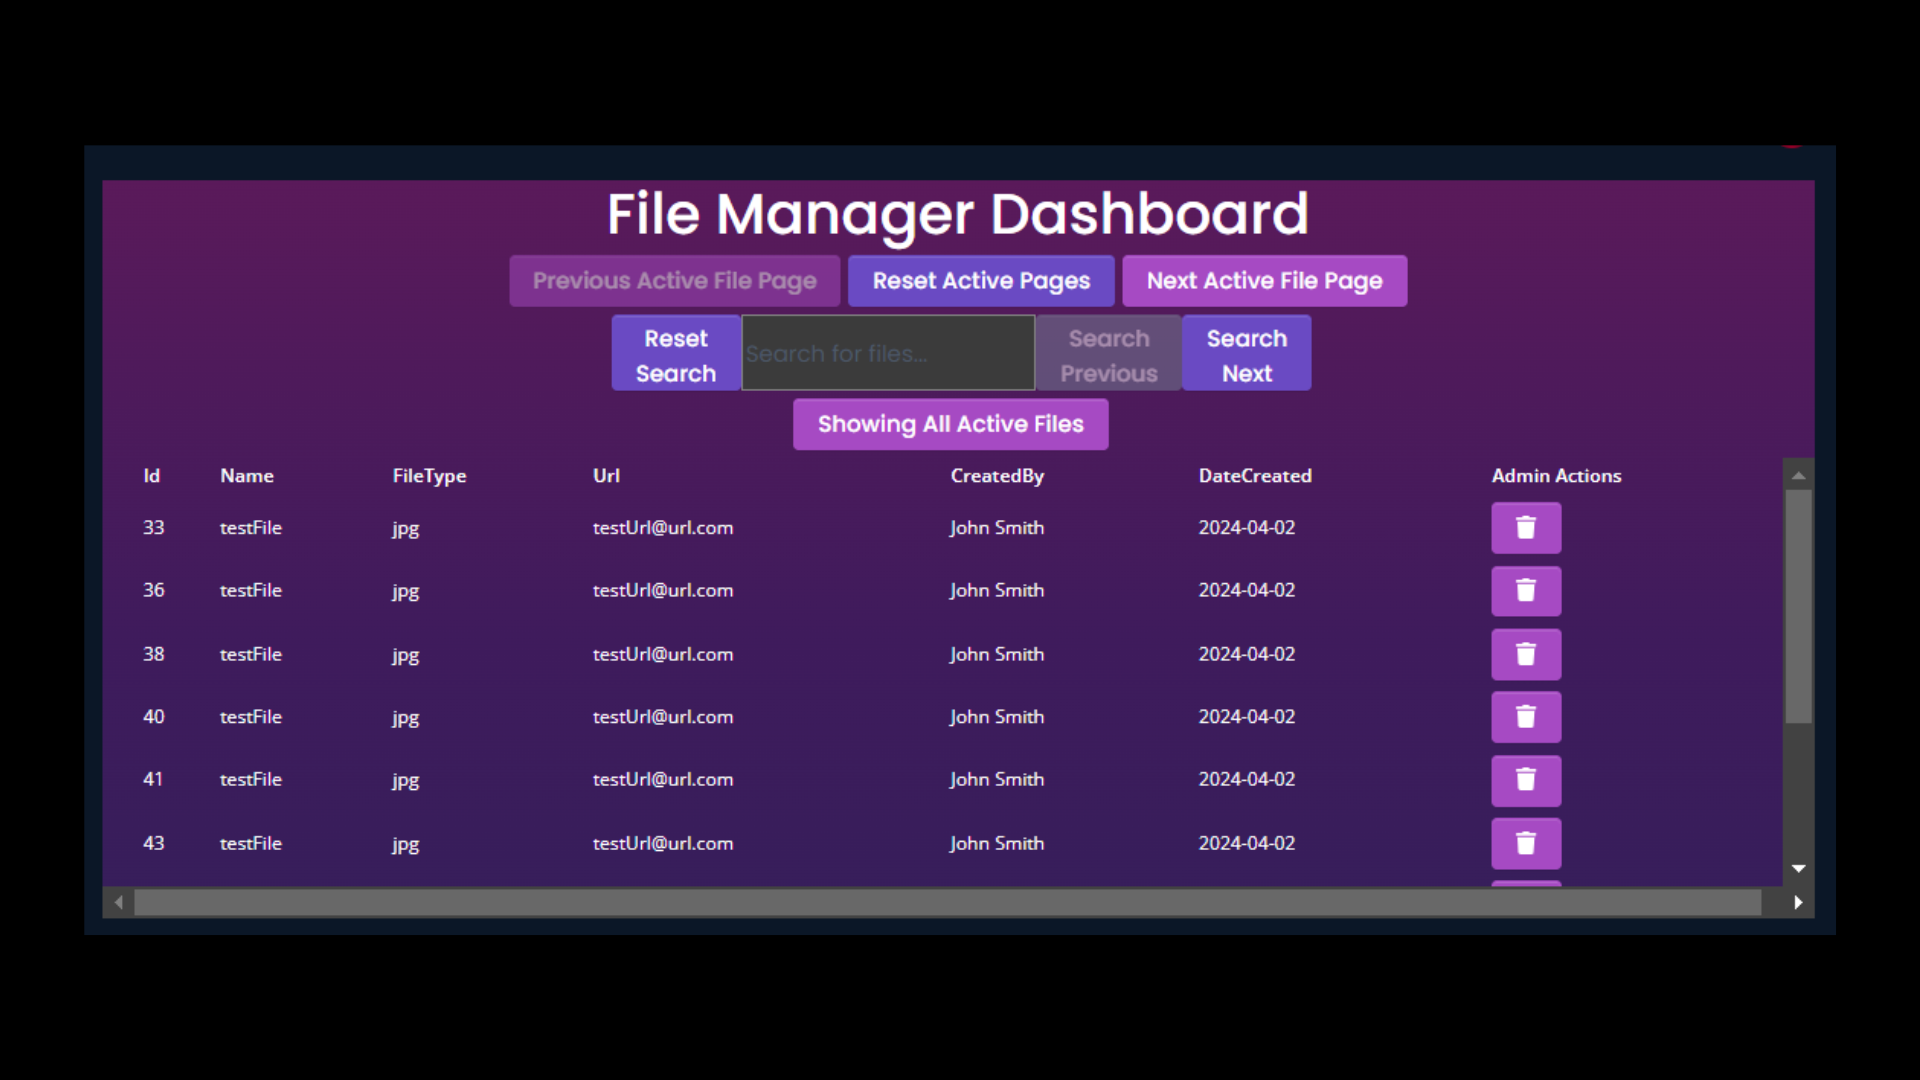 File Manager Dashboard
Previous Active File Page Reset Active Pages Next Active File Page
Reset Search Search for files... Search Previous Search Next
Showing All Active Files
Id Name FileType Url CreatedBy DateCreated Admin Actions
33 testFile jpg testUrl@url.com John Smith 2024-04-02
36 testFile jpg testUrl@url.com John Smith 2024-04-02
38 testFile jpg testUrl@url.com John Smith 2024-04-02
40 testFile jpg testUrl@url.com John Smith 2024-04-02
41 testFile jpg testUrl@url.com John Smith 2024-04-02
43 testFile jpg testUrl@url.com John Smith 2024-04-02